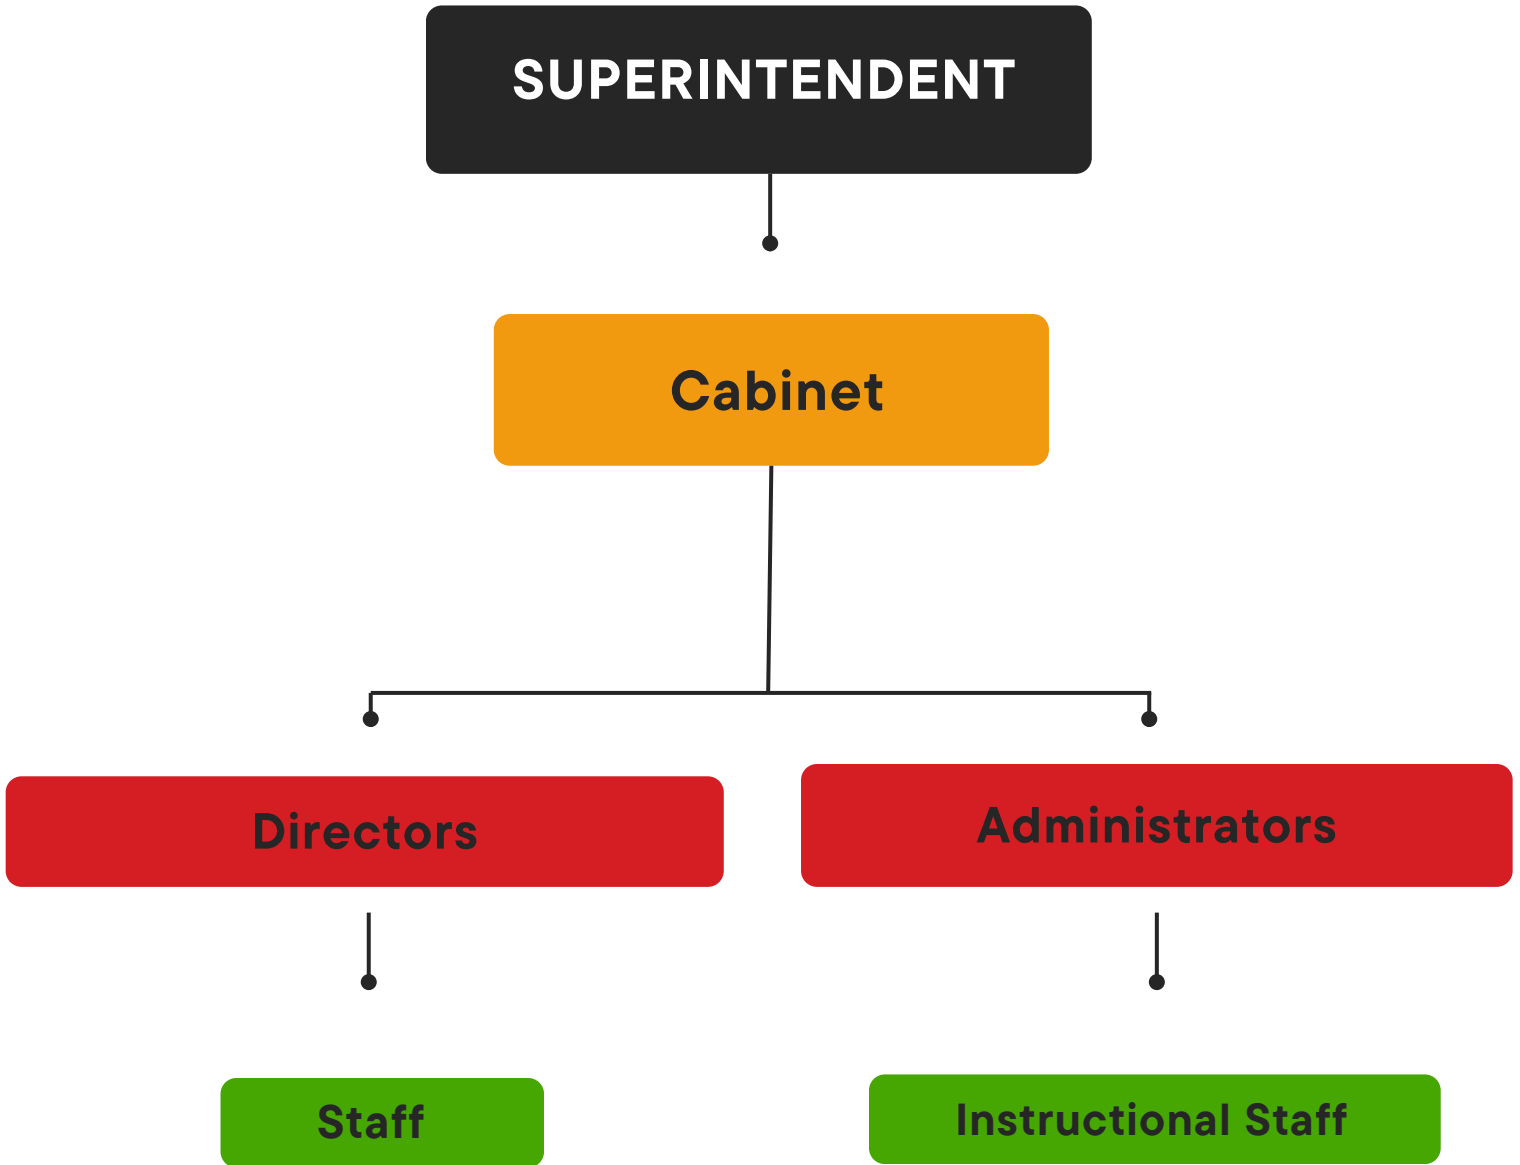 SUPERINTENDENT
Cabinet
Directors
Administrators
Staff
Instructional Staff